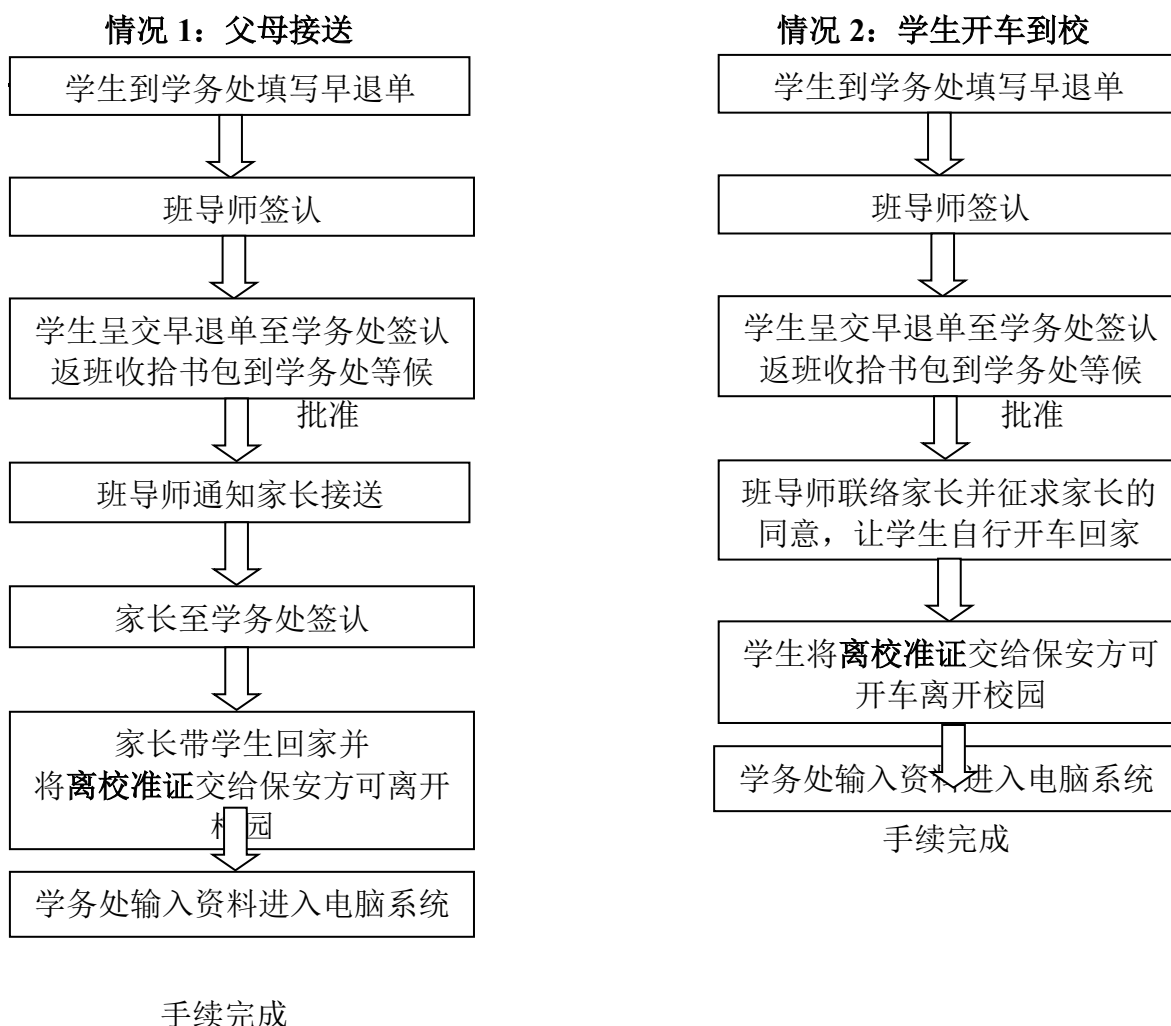 情况 1：父母接送
学生到学务处填写早退单
班导师签认
学生呈交早退单至学务处签认
返班收拾书包到学务处等候
批准
班导师通知家长接送
家长至学务处签认
家长带学生回家并
将离校准证交给保安方可离开
校园
学务处输入资料进入电脑系统
手续完成
情况 2：学生开车到校
学生到学务处填写早退单
班导师签认
学生呈交早退单至学务处签认
返班收拾书包到学务处等候
批准
班导师联络家长并征求家长的
同意，让学生自行开车回家
学生将离校准证交给保安方可
开车离开校园
学务处输入资料进入电脑系统
手续完成